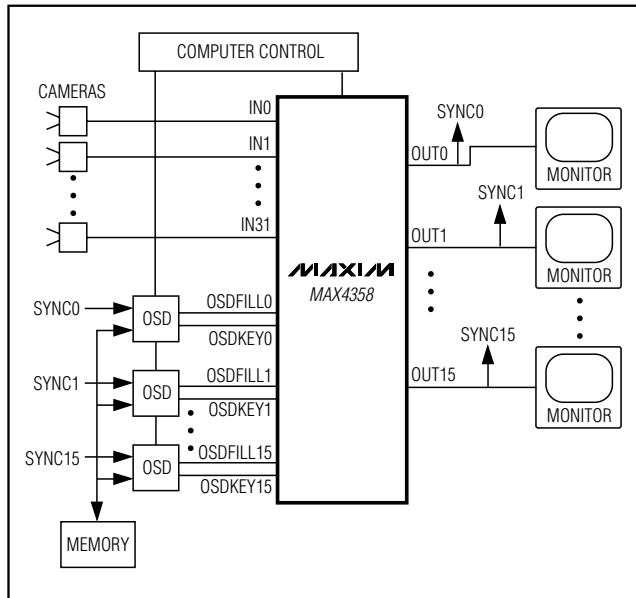 COMPUTER CONTROL
CAMERAS
IN0
IN1
IN31
SYNC0
OSD
OSDFILL0
OSDKEY0
SYNC1
OSD
OSDFILL1
OSDKEY1
SYNC15
OSD
OSDFILL15
OSDKEY15
MEMORY
MAXIM
MAX4358
SYNC0
OUT0
MONITOR
SYNC1
OUT1
MONITOR
SYNC15
OUT15
MONITOR